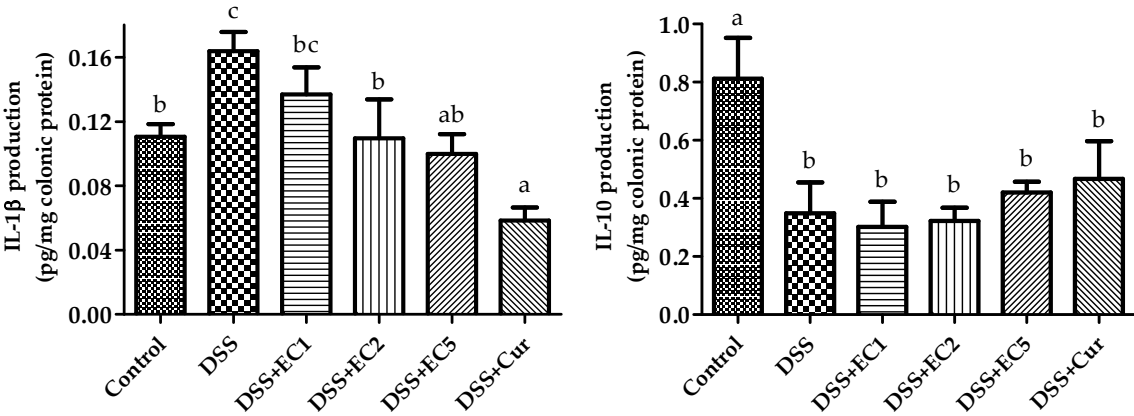 IL-1β production
(pg/mg colonic protein)
0.16
0.12
0.08
0.04
0.00
b
c
bc
b
ab
a
Control
DSS
DSS+EC1
DSS+EC2
DSS+EC5
DSS+Cur
IL-10 production
(pg/mg colonic protein)
1.0
0.8
0.6
0.4
0.2
0.0
a
b
b
b
b
b
Control
DSS
DSS+EC1
DSS+EC2
DSS+EC5
DSS+Cur